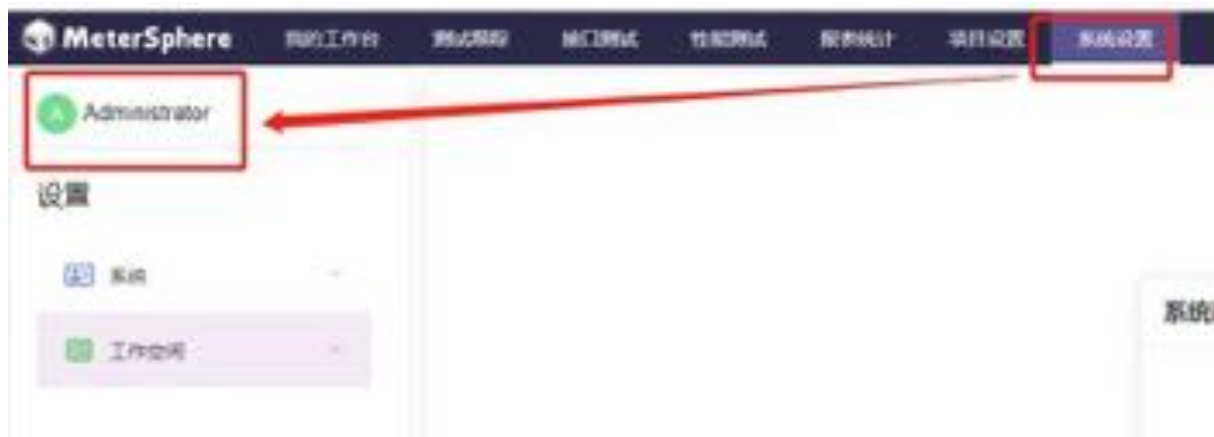 MeterSphere 我的工作台 测试跟踪 接口测试 性能测试 报表统计 项目设置 系统设置
A Administrator
设置
系统
工作空间
系统